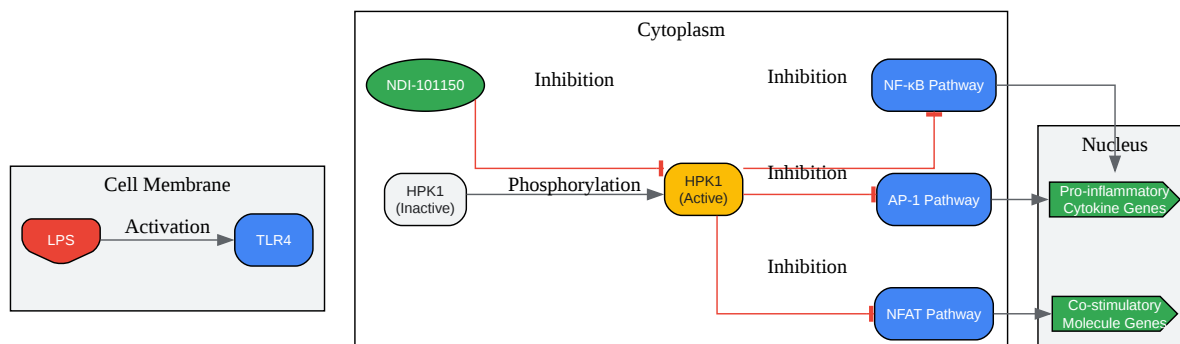 Cytoplasm
NDI-101150
Inhibition
Inhibition
NF-κB Pathway
Nucleus
Cell Membrane
LPS
Activation
TLR4
HPK1
(Inactive)
Phosphorylation
HPK1
(Active)
Inhibition
AP-1 Pathway
Pro-inflammatory
Cytokine Genes
Inhibition
NFAT Pathway
Co-stimulatory
Molecule Genes